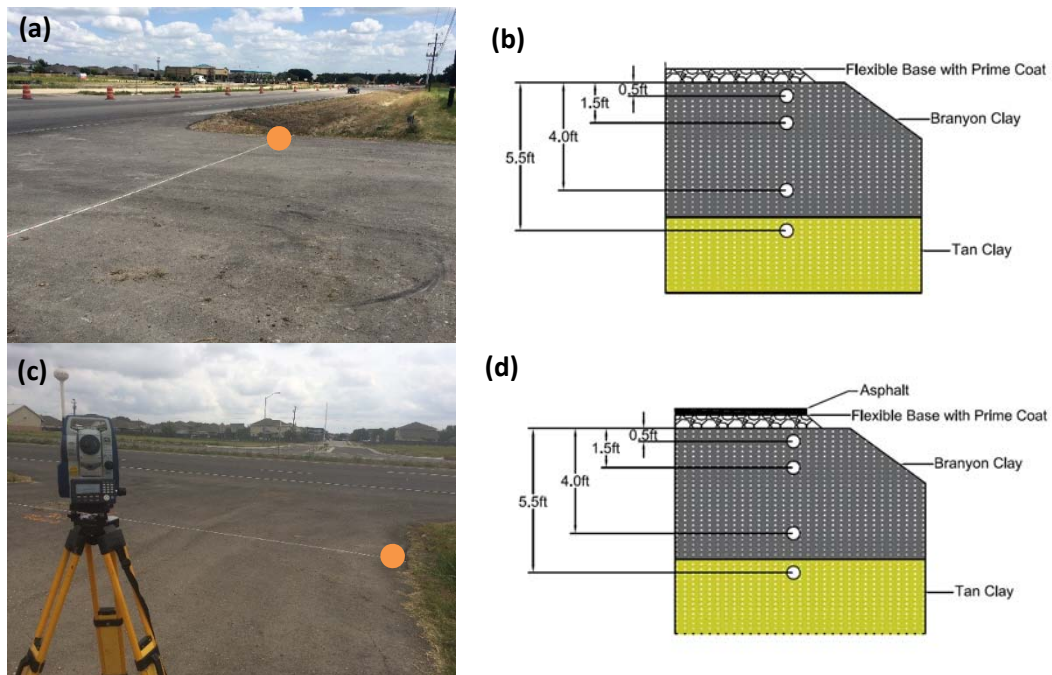 (a)
(b)
Flexible Base with Prime Coat
0.5ft
1.5ft
Branyon Clay
4.0ft
5.5ft
Tan Clay
(c)
(d)
Asphalt
Flexible Base with Prime Coat
0.5ft
1.5ft
Branyon Clay
4.0ft
5.5ft
Tan Clay